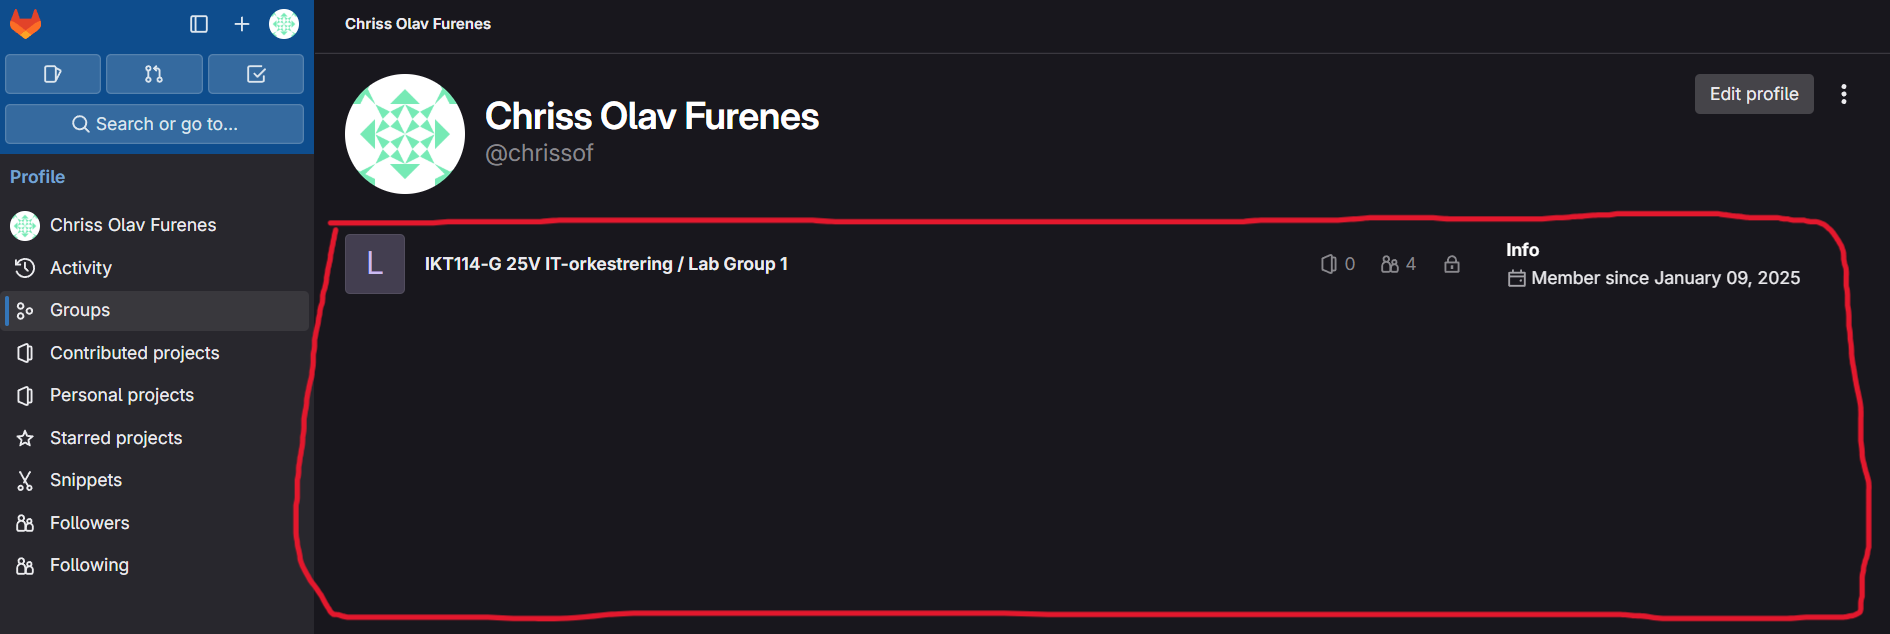 Chriss Olav Furenes
Search or go to...
Profile
Chriss Olav Furenes
Activity
Groups
Contributed projects
Personal projects
Starred projects
Snippets
Followers
Following
Chriss Olav Furenes
@chrissof
Edit profile
L
IKT114-G 25V IT-orkestrering / Lab Group 1
0
4
Info
Member since January 09, 2025